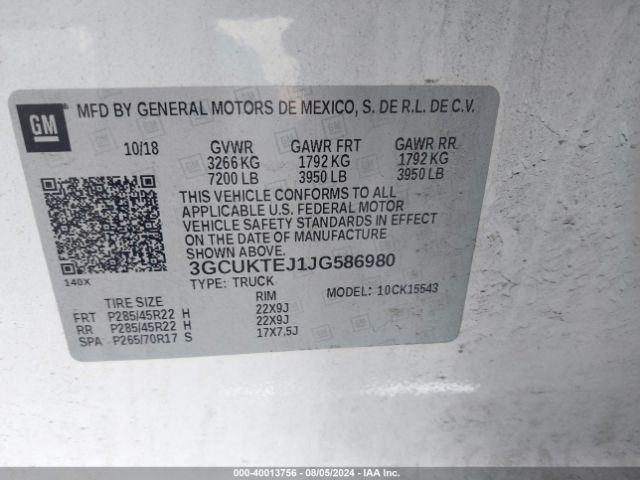 GM
MFD BY GENERAL MOTORS DE MEXICO, S. DE R.L. DE C.V.
10/18 GVWR GAWR FRT GAWR RR
3266 KG 1792 KG 1792 KG
7200 LB 3950 LB 3950 LB
THIS VEHICLE CONFORMS TO ALL
APPLICABLE U.S. FEDERAL MOTOR
VEHICLE SAFETY STANDARDS IN EFFECT
ON THE DATE OF MANUFACTURE
SHOWN ABOVE.
3GCUKTEJ1JG586980
140X TYPE: TRUCK MODEL: 10CK15543
TIRE SIZE RIM
FRT P285/45R22 H 22X9J
RR P285/45R22 H 22X9J
SPA P265/70R17 S 17X7.5J
000-40013756 - 08/05/2024 - IAA Inc.